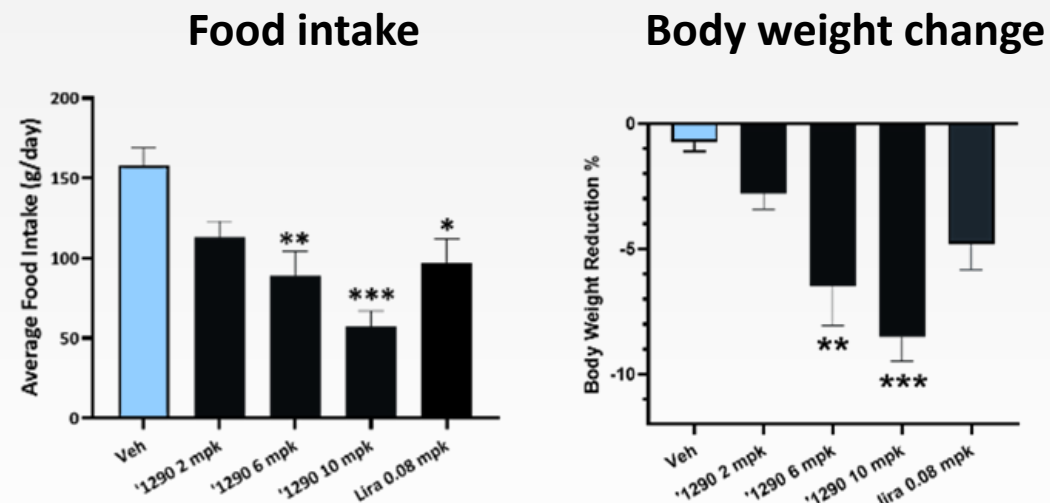 Food intake
Average Food Intake (g/day)
200
150
100
50
0
**
***
*
Veh
'1290 2 mpk
'1290 6 mpk
'1290 10 mpk
Lira 0.08 mpk
Body weight change
Body Weight Reduction %
0
-5
-10
**
***
Veh
'1290 2 mpk
'1290 6 mpk
'1290 10 mpk
lira 0.08 mpk